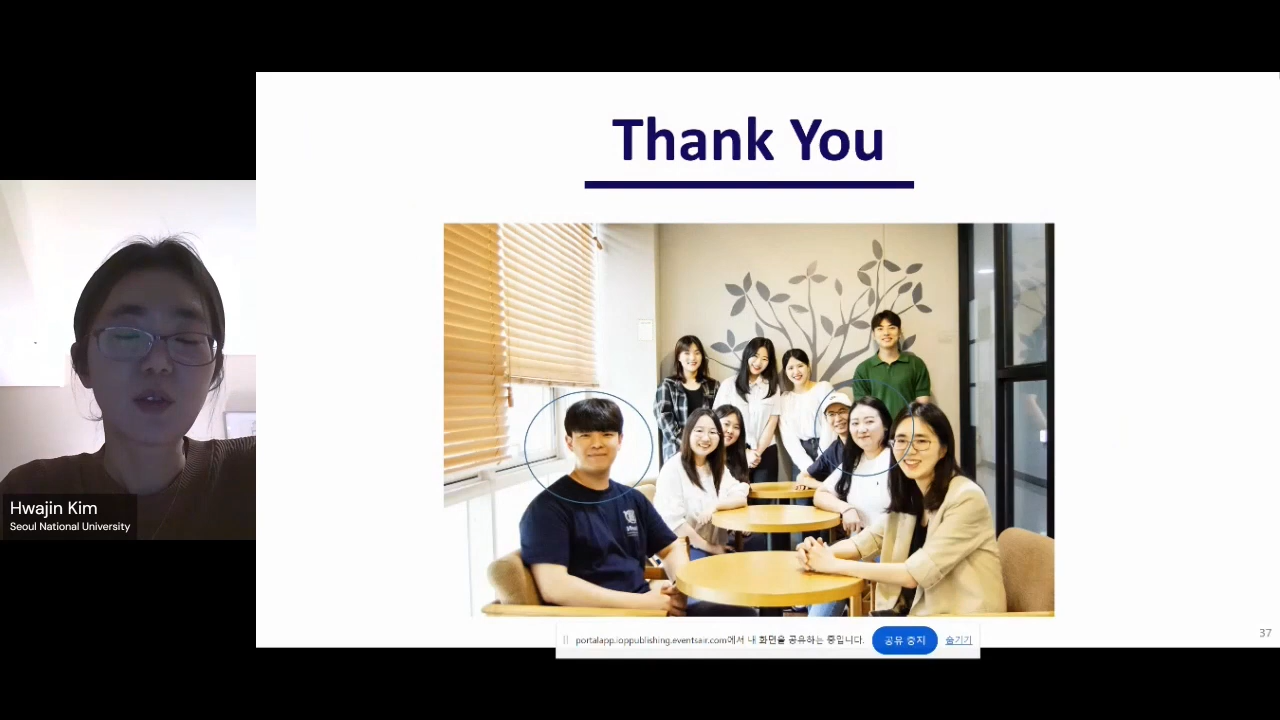 Thank You
Hwajin Kim
Seoul National University
portalapp.ioppublishing.eventsair.com에서 내 화면을 공유하는 중입니다.
공유 중지
숨기기
37